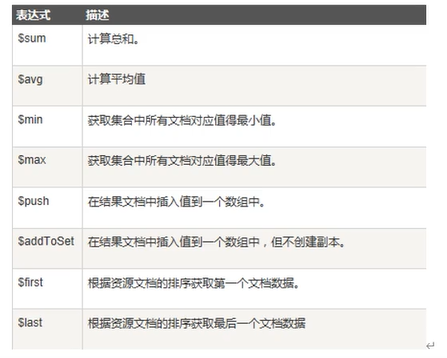 表达式 描述
$sum 计算总和。
$avg 计算平均值
$min 获取集合中所有文档对应值得最小值。
$max 获取集合中所有文档对应值得最大值。
$push 在结果文档中插入值到一个数组中。
$addToSet 在结果文档中插入值到一个数组中，但不创建副本。
$first 根据资源文档的排序获取第一个文档数据。
$last 根据资源文档的排序获取最后一个文档数据